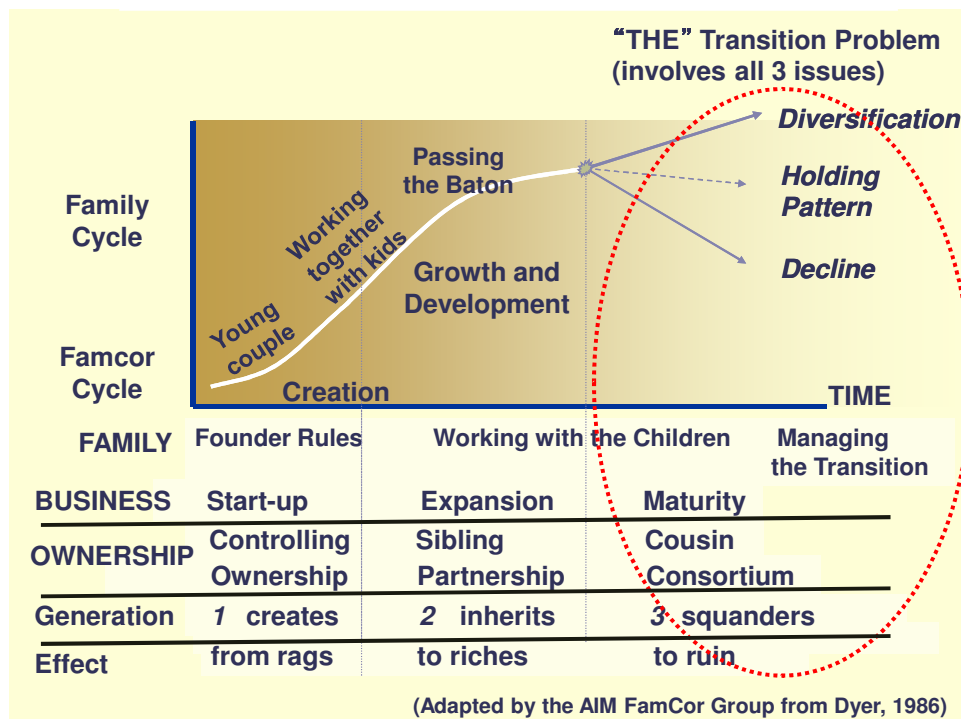 “THE” Transition Problem
(involves all 3 issues)
Diversification
Holding
Pattern
Decline
Family
Cycle
Famcor
Cycle
Passing
the Baton
Working
together
with kids
Growth and
Development
Young
couple
Creation
TIME
FAMILY Founder Rules Working with the Children Managing
the Transition
BUSINESS Start-up Expansion Maturity
OWNERSHIP Controlling Sibling Cousin
Ownership Partnership Consortium
Generation 1 creates 2 inherits 3 squanders
Effect from rags to riches to ruin
(Adapted by the AIM FamCor Group from Dyer, 1986)